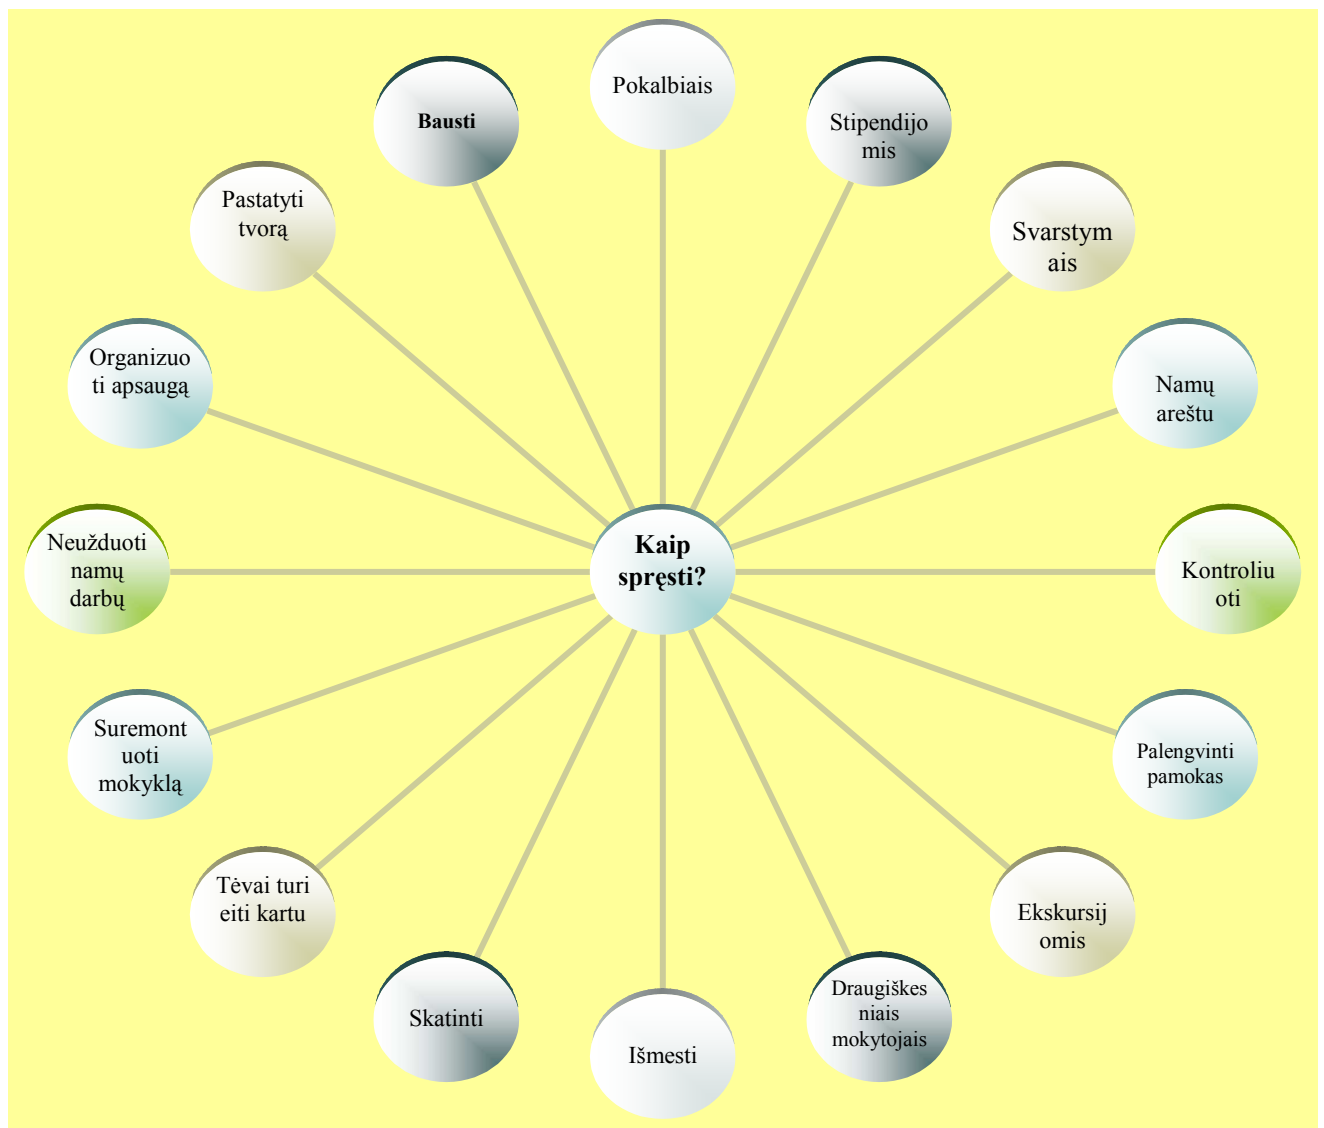 Pokalbiais
Bausti
Stipendijo
mis
Pastatyti
tvorą
Svarstym
ais
Organizuo
ti apsaugą
Namų
areštu
Neužduoti
namų
darbų
Kaip
spręsti?
Kontroliu
oti
Suremont
uoti
mokyklą
Palengvinti
pamokas
Tėvai turi
eiti kartu
Ekskursij
omis
Skatinti
Išmesti
Draugiškes
niais
mokytojais